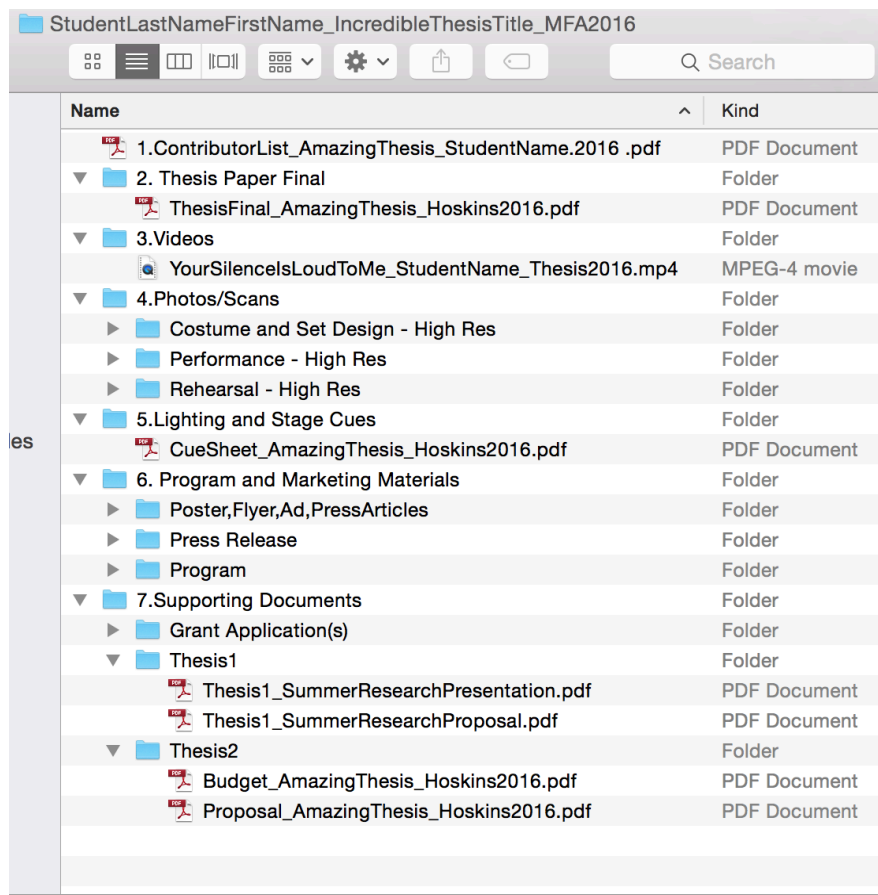 StudentLastNameFirstName_IncredibleThesisTitle_MFA2016
Search
Name Kind
1.ContributorList_AmazingThesis_StudentName.2016 .pdf PDF Document
2. Thesis Paper Final Folder
ThesisFinal_AmazingThesis_Hoskins2016.pdf PDF Document
3.Videos Folder
YourSilenceIsLoudToMe_StudentName_Thesis2016.mp4 MPEG-4 movie
4.Photos/Scans Folder
Costume and Set Design - High Res Folder
Performance - High Res Folder
Rehearsal - High Res Folder
5.Lighting and Stage Cues Folder
les
CueSheet_AmazingThesis_Hoskins2016.pdf PDF Document
6. Program and Marketing Materials Folder
Poster,Flyer,Ad,PressArticles Folder
Press Release Folder
Program Folder
7.Supporting Documents Folder
Grant Application(s) Folder
Thesis1 Folder
Thesis1_SummerResearchPresentation.pdf PDF Document
Thesis1_SummerResearchProposal.pdf PDF Document
Thesis2 Folder
Budget_AmazingThesis_Hoskins2016.pdf PDF Document
Proposal_AmazingThesis_Hoskins2016.pdf PDF Document